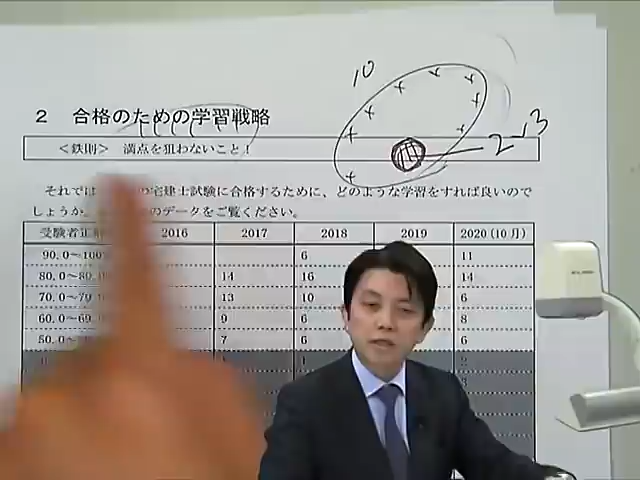 10
2 合格のための学習戦略
2~3
<鉄則> 満点を狙わないこと!
それでは 宅建士試験に合格するために、どのような学習をすれば良いので
しょうか のデータをご覧ください。
受験者正 2016 2017 2018 2019 2020(10月)
90.0~100 6 11
80.0~89. 14 16 14
70.0~79 13 10 6
60.0~69 9 6 8
50.0~ 7 6 6